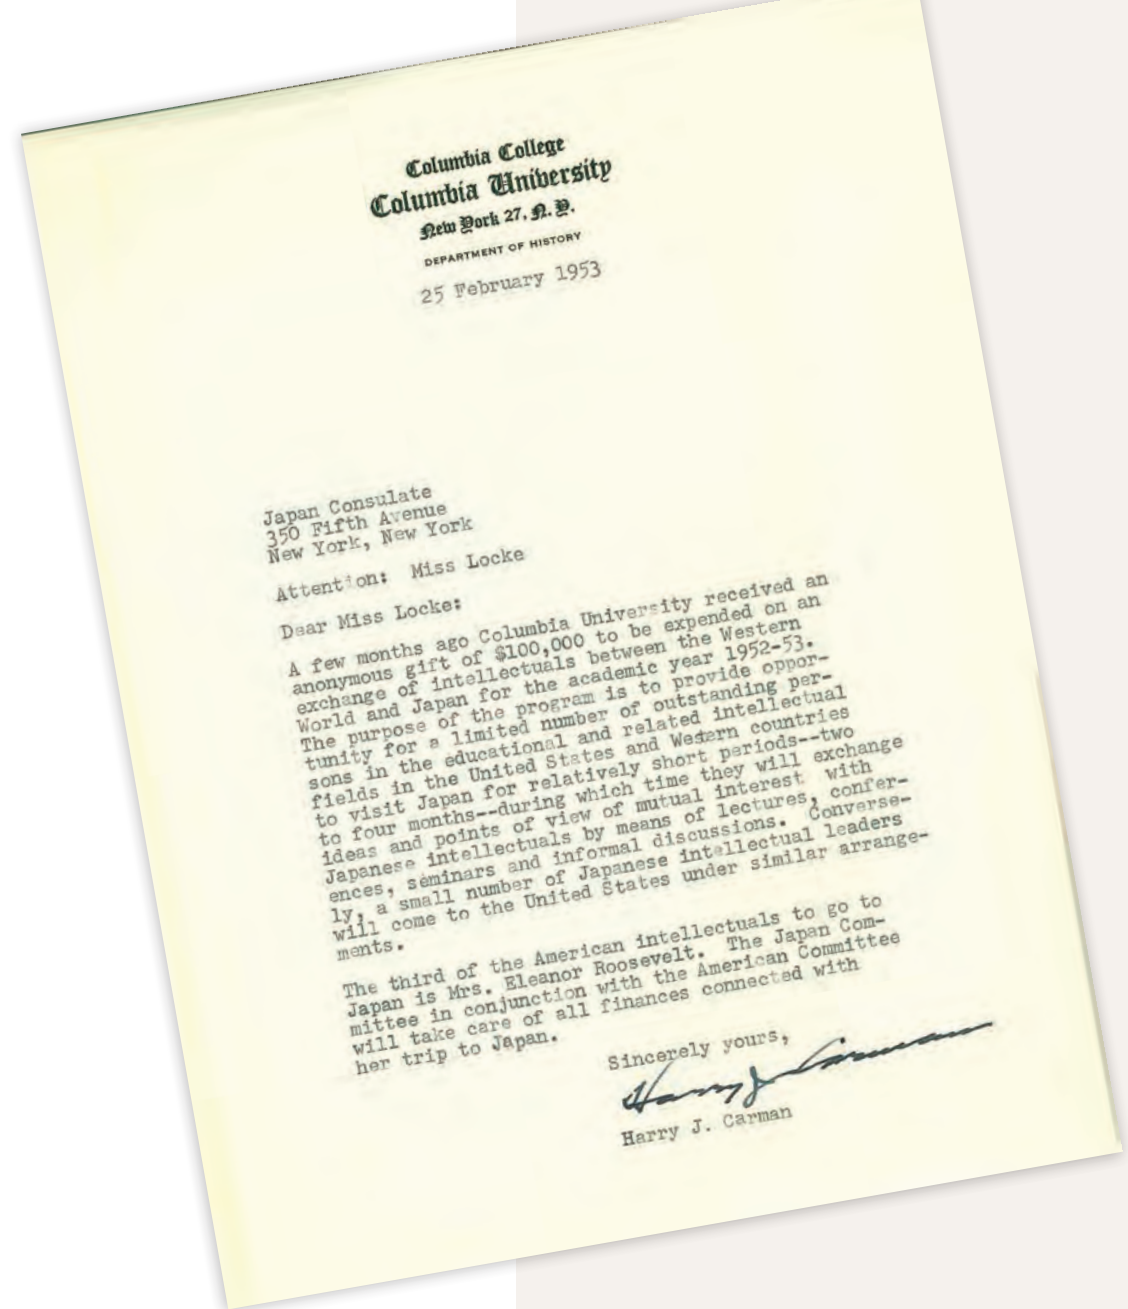 Columbia College
Columbia University
New York 27, N. Y.
DEPARTMENT OF HISTORY
25 February 1953
Japan Consulate
350 Fifth Avenue
New York, New York
Attention: Miss Locke
Dear Miss Locke:
A few months ago Columbia University received an
anonymous gift of $100,000 to be expended on an
exchange of intellectuals between the Western
World and Japan for the academic year 1952-53.
The purpose of the program is to provide oppor-
tunity for a limited number of outstanding per-
sons in the educational and related intellectual
fields in the United States and Western countries
to visit Japan for relatively short periods--two
to four months--during which time they will exchange
ideas and points of view of mutual interest with
Japanese intellectuals by means of lectures, confer-
ences, seminars and informal discussions. Converse-
ly, a small number of Japanese intellectual leaders
will come to the United States under similar arrange-
ments.
The third of the American intellectuals to go to
Japan is Mrs. Eleanor Roosevelt. The Japan Com-
mittee in conjunction with the American Committee
will take care of all finances connected with
her trip to Japan.
Sincerely yours,
Harry J. Carman
Harry J. Carman